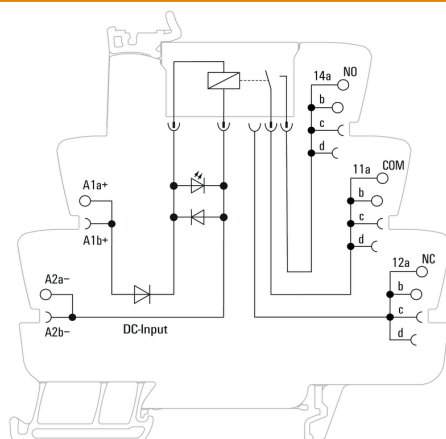 14a NO
b
c
d
11a COM
b
c
d
A1a+
A1b+
12a NC
b
c
d
A2a−
A2b−
DC-Input